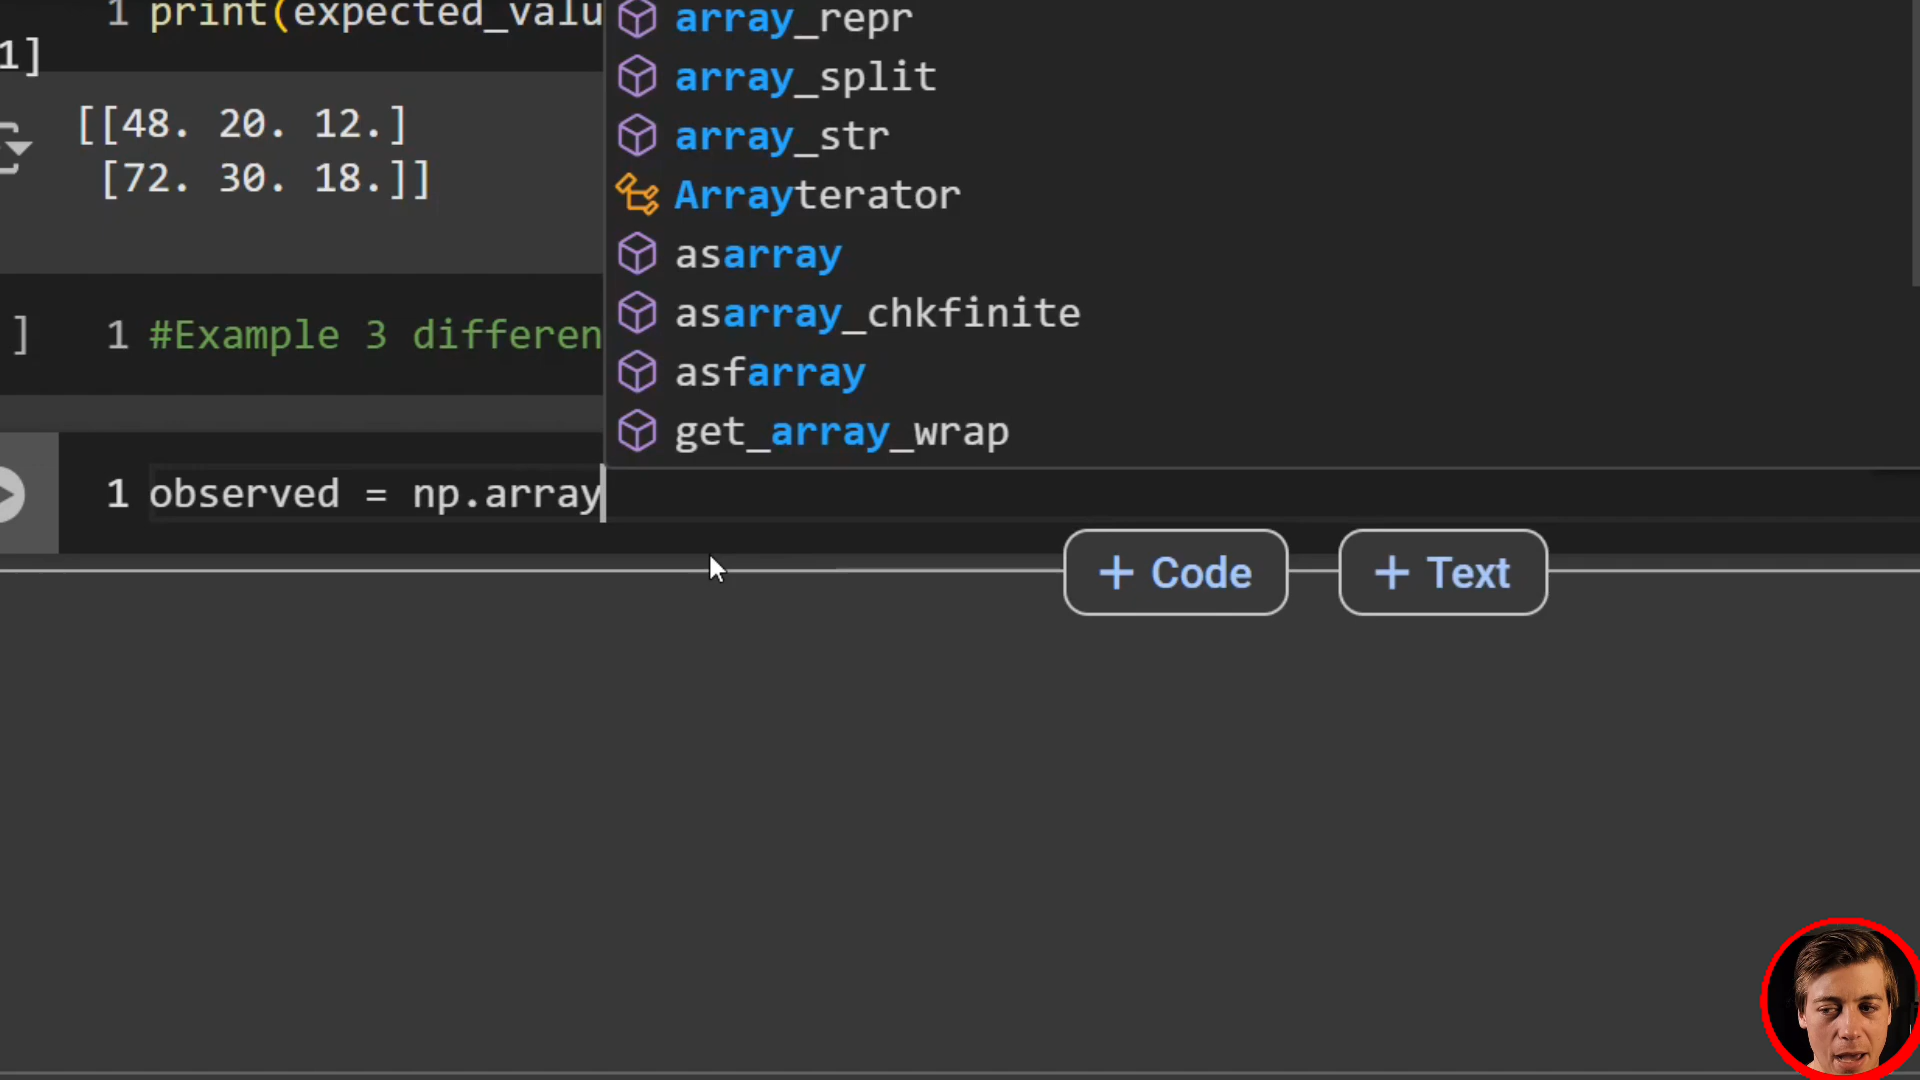 1 print(expected_valu
1]
array_repr
array_split
array_str
Arrayterator
asarray
asarray_chkfinite
asfarray
get_array_wrap
[[48. 20. 12.]
[72. 30. 18.]]
] 1 #Example 3 differen
1 observed = np.array
+ Code + Text